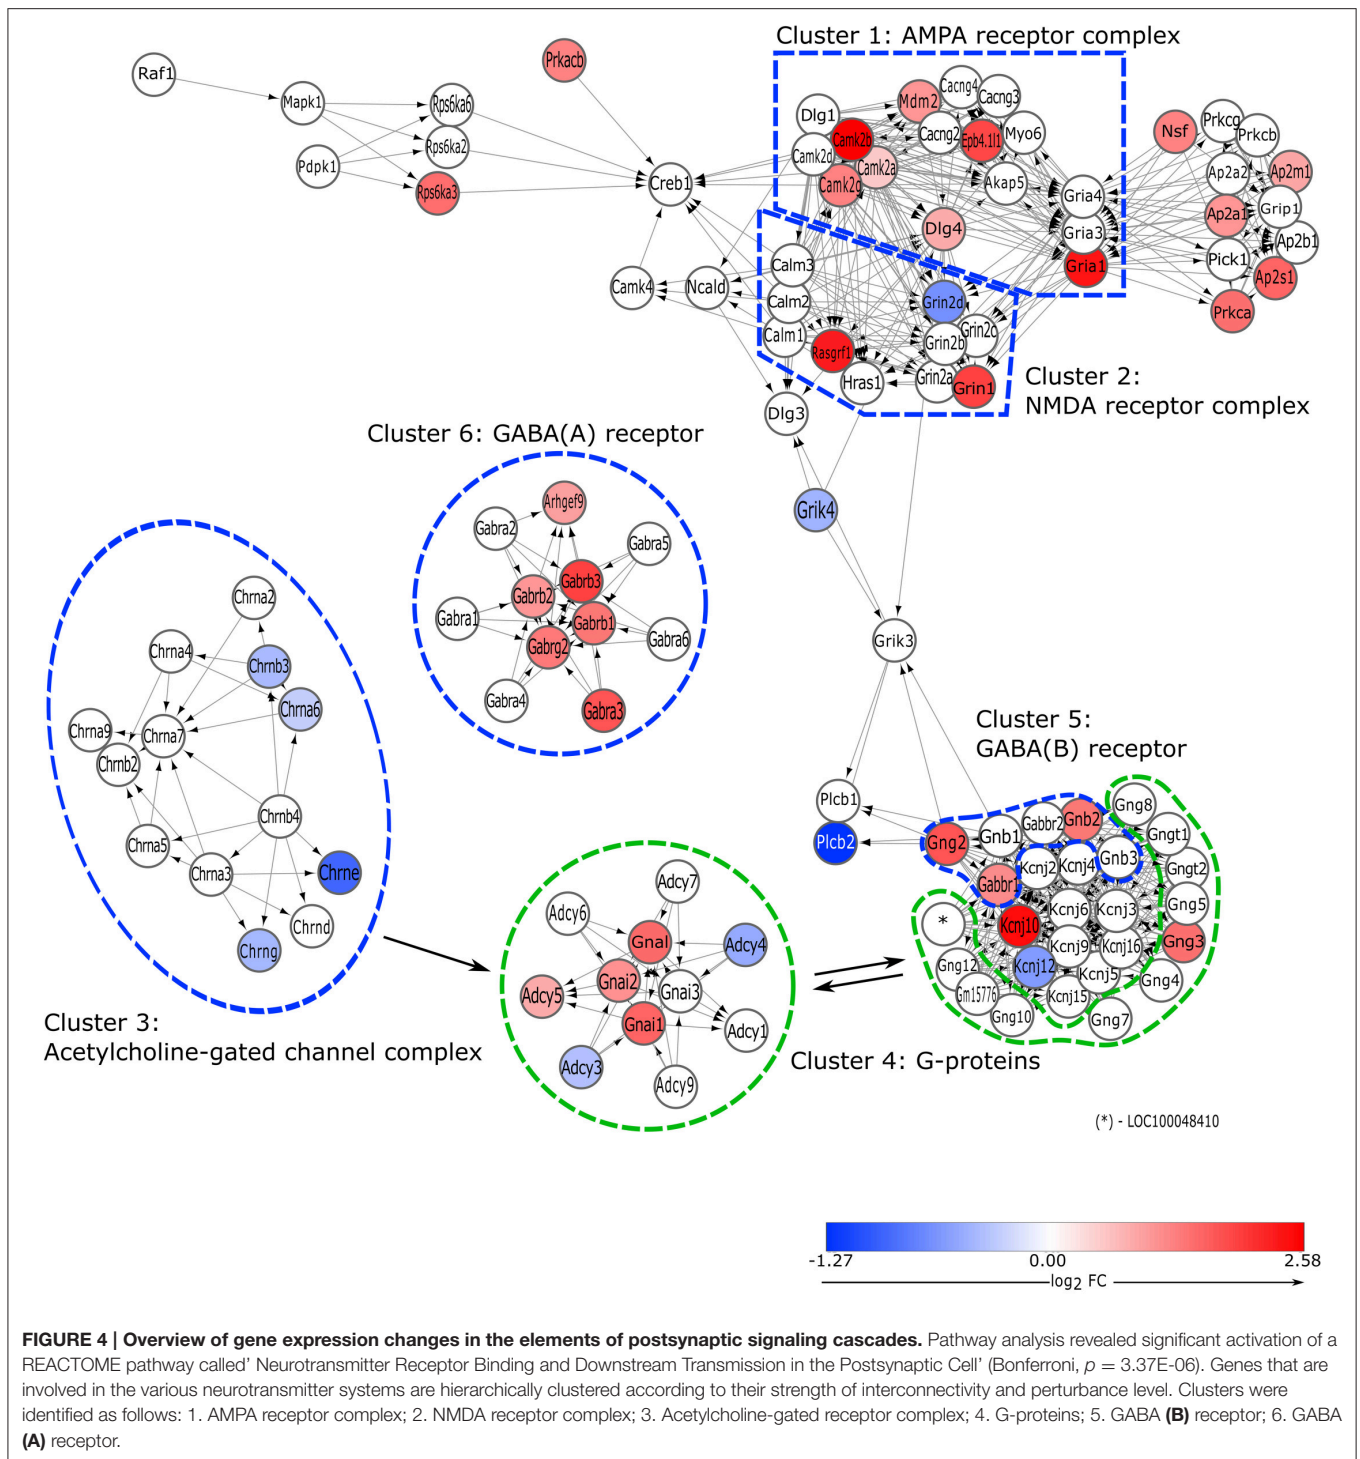 Cluster 1: AMPA receptor complex
Raf1
Prkacb
Mapk1
Rps6ka6
Rps6ka2
Pdpk1
Rps6ka3
Creb1
Camk4
Ncald
Dlg1
Mdm2
Cacng4
Cacng3
Camk2b
Cacng2
Epb4.1l1
Myo6
Camk2d
Camk2a
Camk2g
Akap5
Dlg4
Gria4
Gria3
Gria1
Nsf
Prkcg
Prkcb
Ap2a2
Ap2m1
Ap2a1
Grip1
Pick1
Ap2b1
Ap2s1
Prkca
Calm3
Calm2
Calm1
Grin2d
Grin2c
Grin2b
Rasgrf1
Hras1
Grin2a
Grin1
Cluster 2:
NMDA receptor complex
Dlg3
Grik4
Grik3
Cluster 6: GABA(A) receptor
Arhgef9
Gabra2
Gabra5
Gabrb3
Gabrb2
Gabra1
Gabrb1
Gabra6
Gabrg2
Gabra4
Gabra3
Chrna2
Chrna4
Chrnb3
Chrna6
Chrna9
Chrna7
Chrnb2
Chrnb4
Chrna5
Chrna3
Chrne
Chrnd
Chrng
Cluster 3:
Acetylcholine-gated channel complex
Adcy7
Adcy6
Gnal
Adcy4
Gnai2
Gnai3
Adcy5
Gnai1
Adcy1
Adcy3
Adcy9
Cluster 4: G-proteins
Cluster 5:
GABA(B) receptor
Plcb1
Plcb2
Gng2
Gnb1
Gabbr2
Gnb2
Gng8
Gngt1
Gnb3
Gngt2
Gabbr1
Kcnj2
Kcnj4
Gng5
*
Kcnj10
Kcnj6
Kcnj3
Gng3
Kcnj9
Kcnj16
Gng12
Kcnj12
Kcnj5
Gng4
Gm15776
Kcnj15
Gng10
Gng7
(*) - LOC100048410
-1.27 0.00 2.58
log2 FC
FIGURE 4 | Overview of gene expression changes in the elements of postsynaptic signaling cascades. Pathway analysis revealed significant activation of a
REACTOME pathway called' Neurotransmitter Receptor Binding and Downstream Transmission in the Postsynaptic Cell' (Bonferroni, p = 3.37E-06). Genes that are
involved in the various neurotransmitter systems are hierarchically clustered according to their strength of interconnectivity and perturbance level. Clusters were
identified as follows: 1. AMPA receptor complex; 2. NMDA receptor complex; 3. Acetylcholine-gated receptor complex; 4. G-proteins; 5. GABA (B) receptor; 6. GABA
(A) receptor.